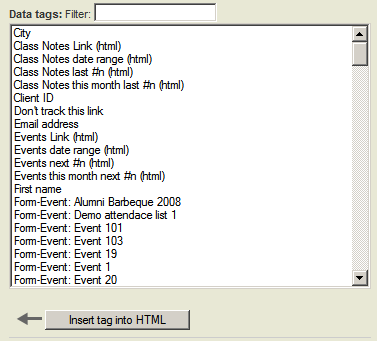 Data tags: Filter:
City
Class Notes Link (html)
Class Notes date range (html)
Class Notes last #n (html)
Class Notes this month last #n (html)
Client ID
Don't track this link
Email address
Events Link (html)
Events date range (html)
Events next #n (html)
Events this month next #n (html)
First name
Form-Event: Alumni Barbeque 2008
Form-Event: Demo attendace list 1
Form-Event: Event 101
Form-Event: Event 103
Form-Event: Event 19
Form-Event: Event 1
Form-Event: Event 20
Insert tag into HTML